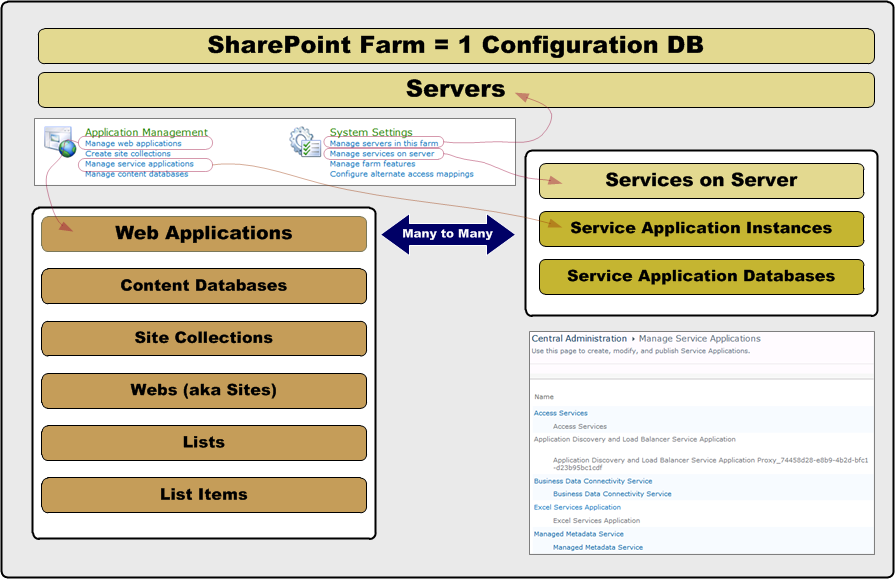 SharePoint Farm = 1 Configuration DB
Servers
Application Management
Manage web applications
Create site collections
Manage service applications
Manage content databases
System Settings
Manage servers in this farm
Manage services on server
Manage farm features
Configure alternate access mappings
Web Applications
Content Databases
Site Collections
Webs (aka Sites)
Lists
List Items
Many to Many
Services on Server
Service Application Instances
Service Application Databases
Central Administration ▸ Manage Service Applications
Use this page to create, modify, and publish Service Applications.
Name
Access Services
Access Services
Application Discovery and Load Balancer Service Application
Application Discovery and Load Balancer Service Application Proxy_74458d28-e8b9-4b2d-bfc1
-d23b95bc1cdf
Business Data Connectivity Service
Business Data Connectivity Service
Excel Services Application
Excel Services Application
Managed Metadata Service
Managed Metadata Service